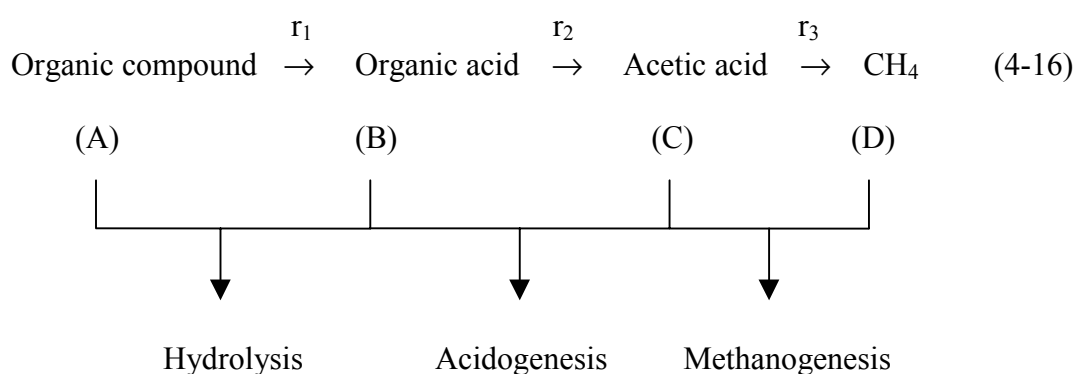 r₁ r₂ r₃
Organic compound → Organic acid → Acetic acid → CH₄ (4-16)
(A) (B) (C) (D)
Hydrolysis Acidogenesis Methanogenesis